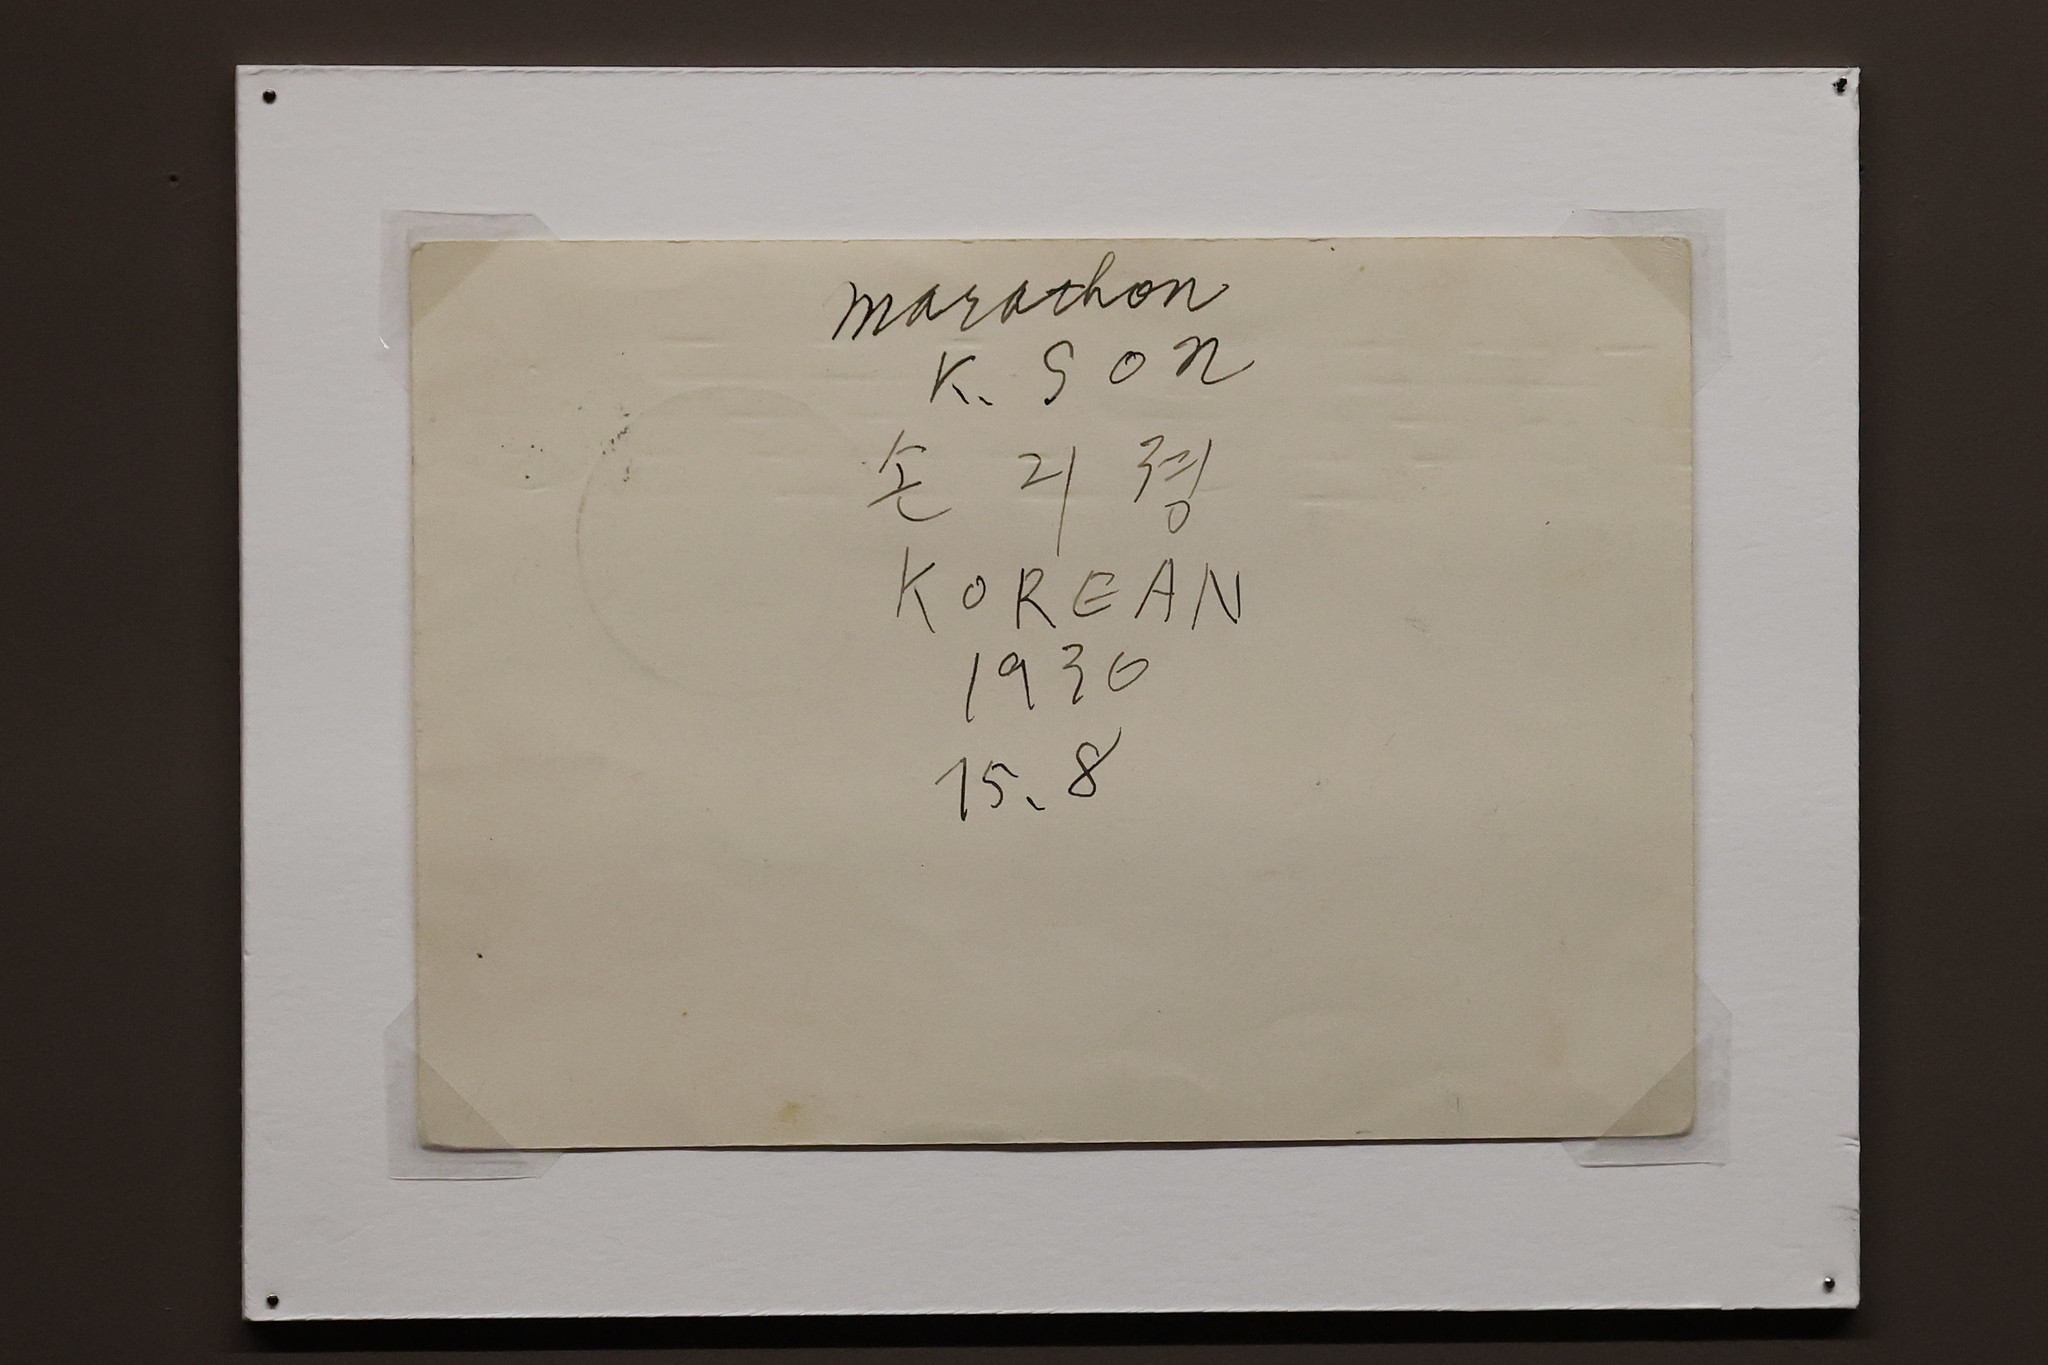 marathon
K. Son
손 긔 졍
KOREAN
1936
15.8